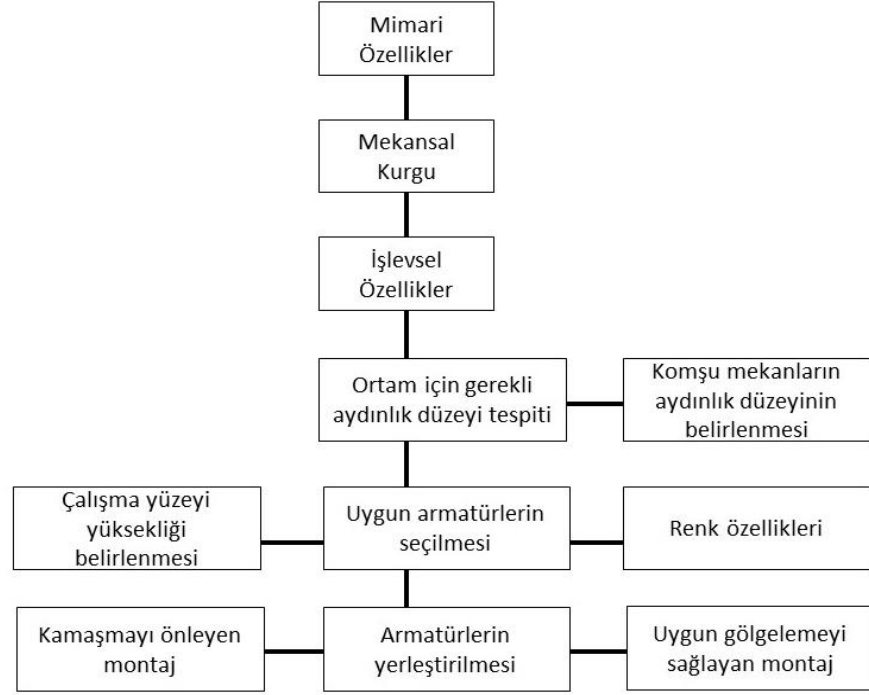 Mimari
Özellikler
Mekansal
Kurgu
İşlevsel
Özellikler
Ortam için gerekli
aydınlık düzeyi tespiti
Komşu mekanların
aydınlık düzeyinin
belirlenmesi
Çalışma yüzeyi
yüksekliği
belirlenmesi
Uygun armatürlerin
seçilmesi
Renk özellikleri
Kamaşmayı önleyen
montaj
Armatürlerin
yerleştirilmesi
Uygun gölgelemeyi
sağlayan montaj